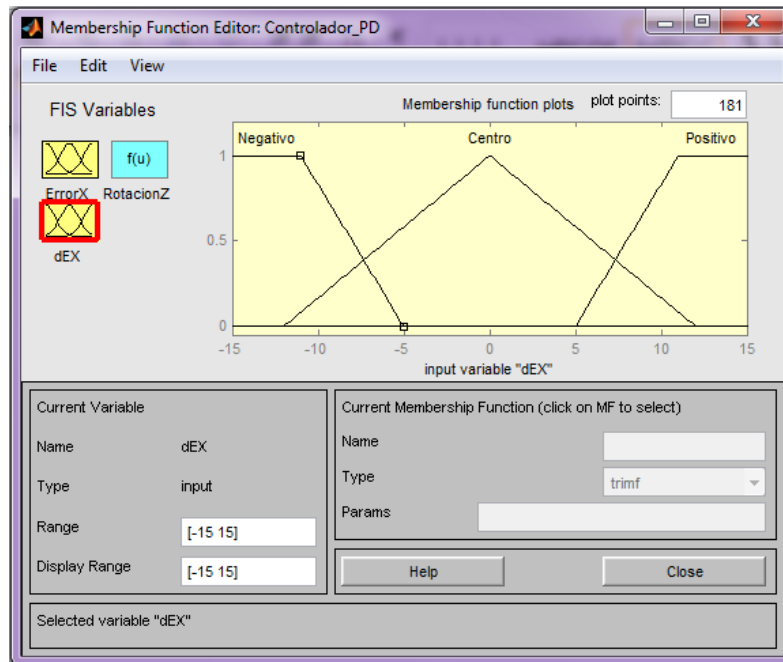 Membership Function Editor: Controlador_PD
File Edit View
FIS Variables
Membership function plots plot points: 181
f(u)
ErrorX RotacionZ
dEX
Negativo Centro Positivo
1
0.5
0
-15 -10 -5 0 5 10 15
input variable "dEX"
Current Variable
Name dEX
Type input
Range [-15 15]
Display Range [-15 15]
Current Membership Function (click on MF to select)
Name
Type trimf
Params
Help Close
Selected variable "dEX"